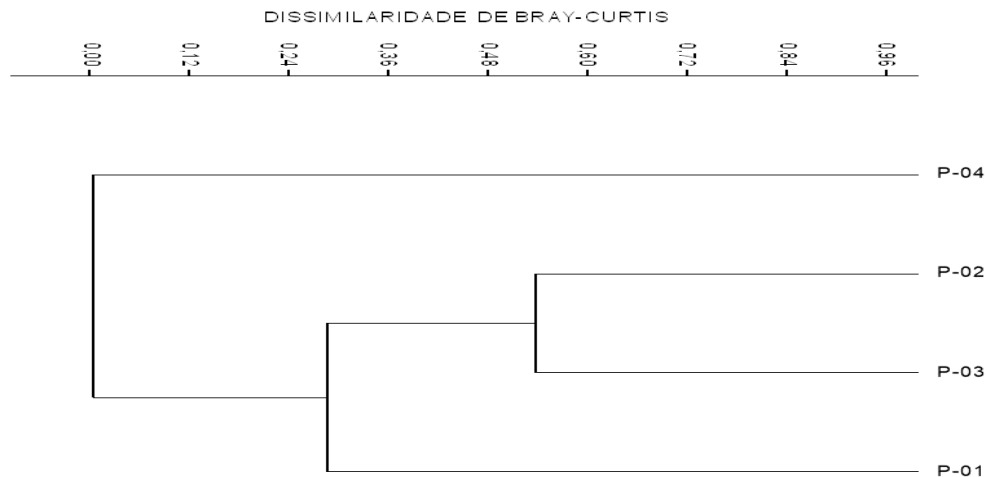 DISSIMILARIDADE DE BRAY-CURTIS
0,00 0,12 0,24 0,36 0,48 0,60 0,72 0,84 0,96
P-04
P-02
P-03
P-01